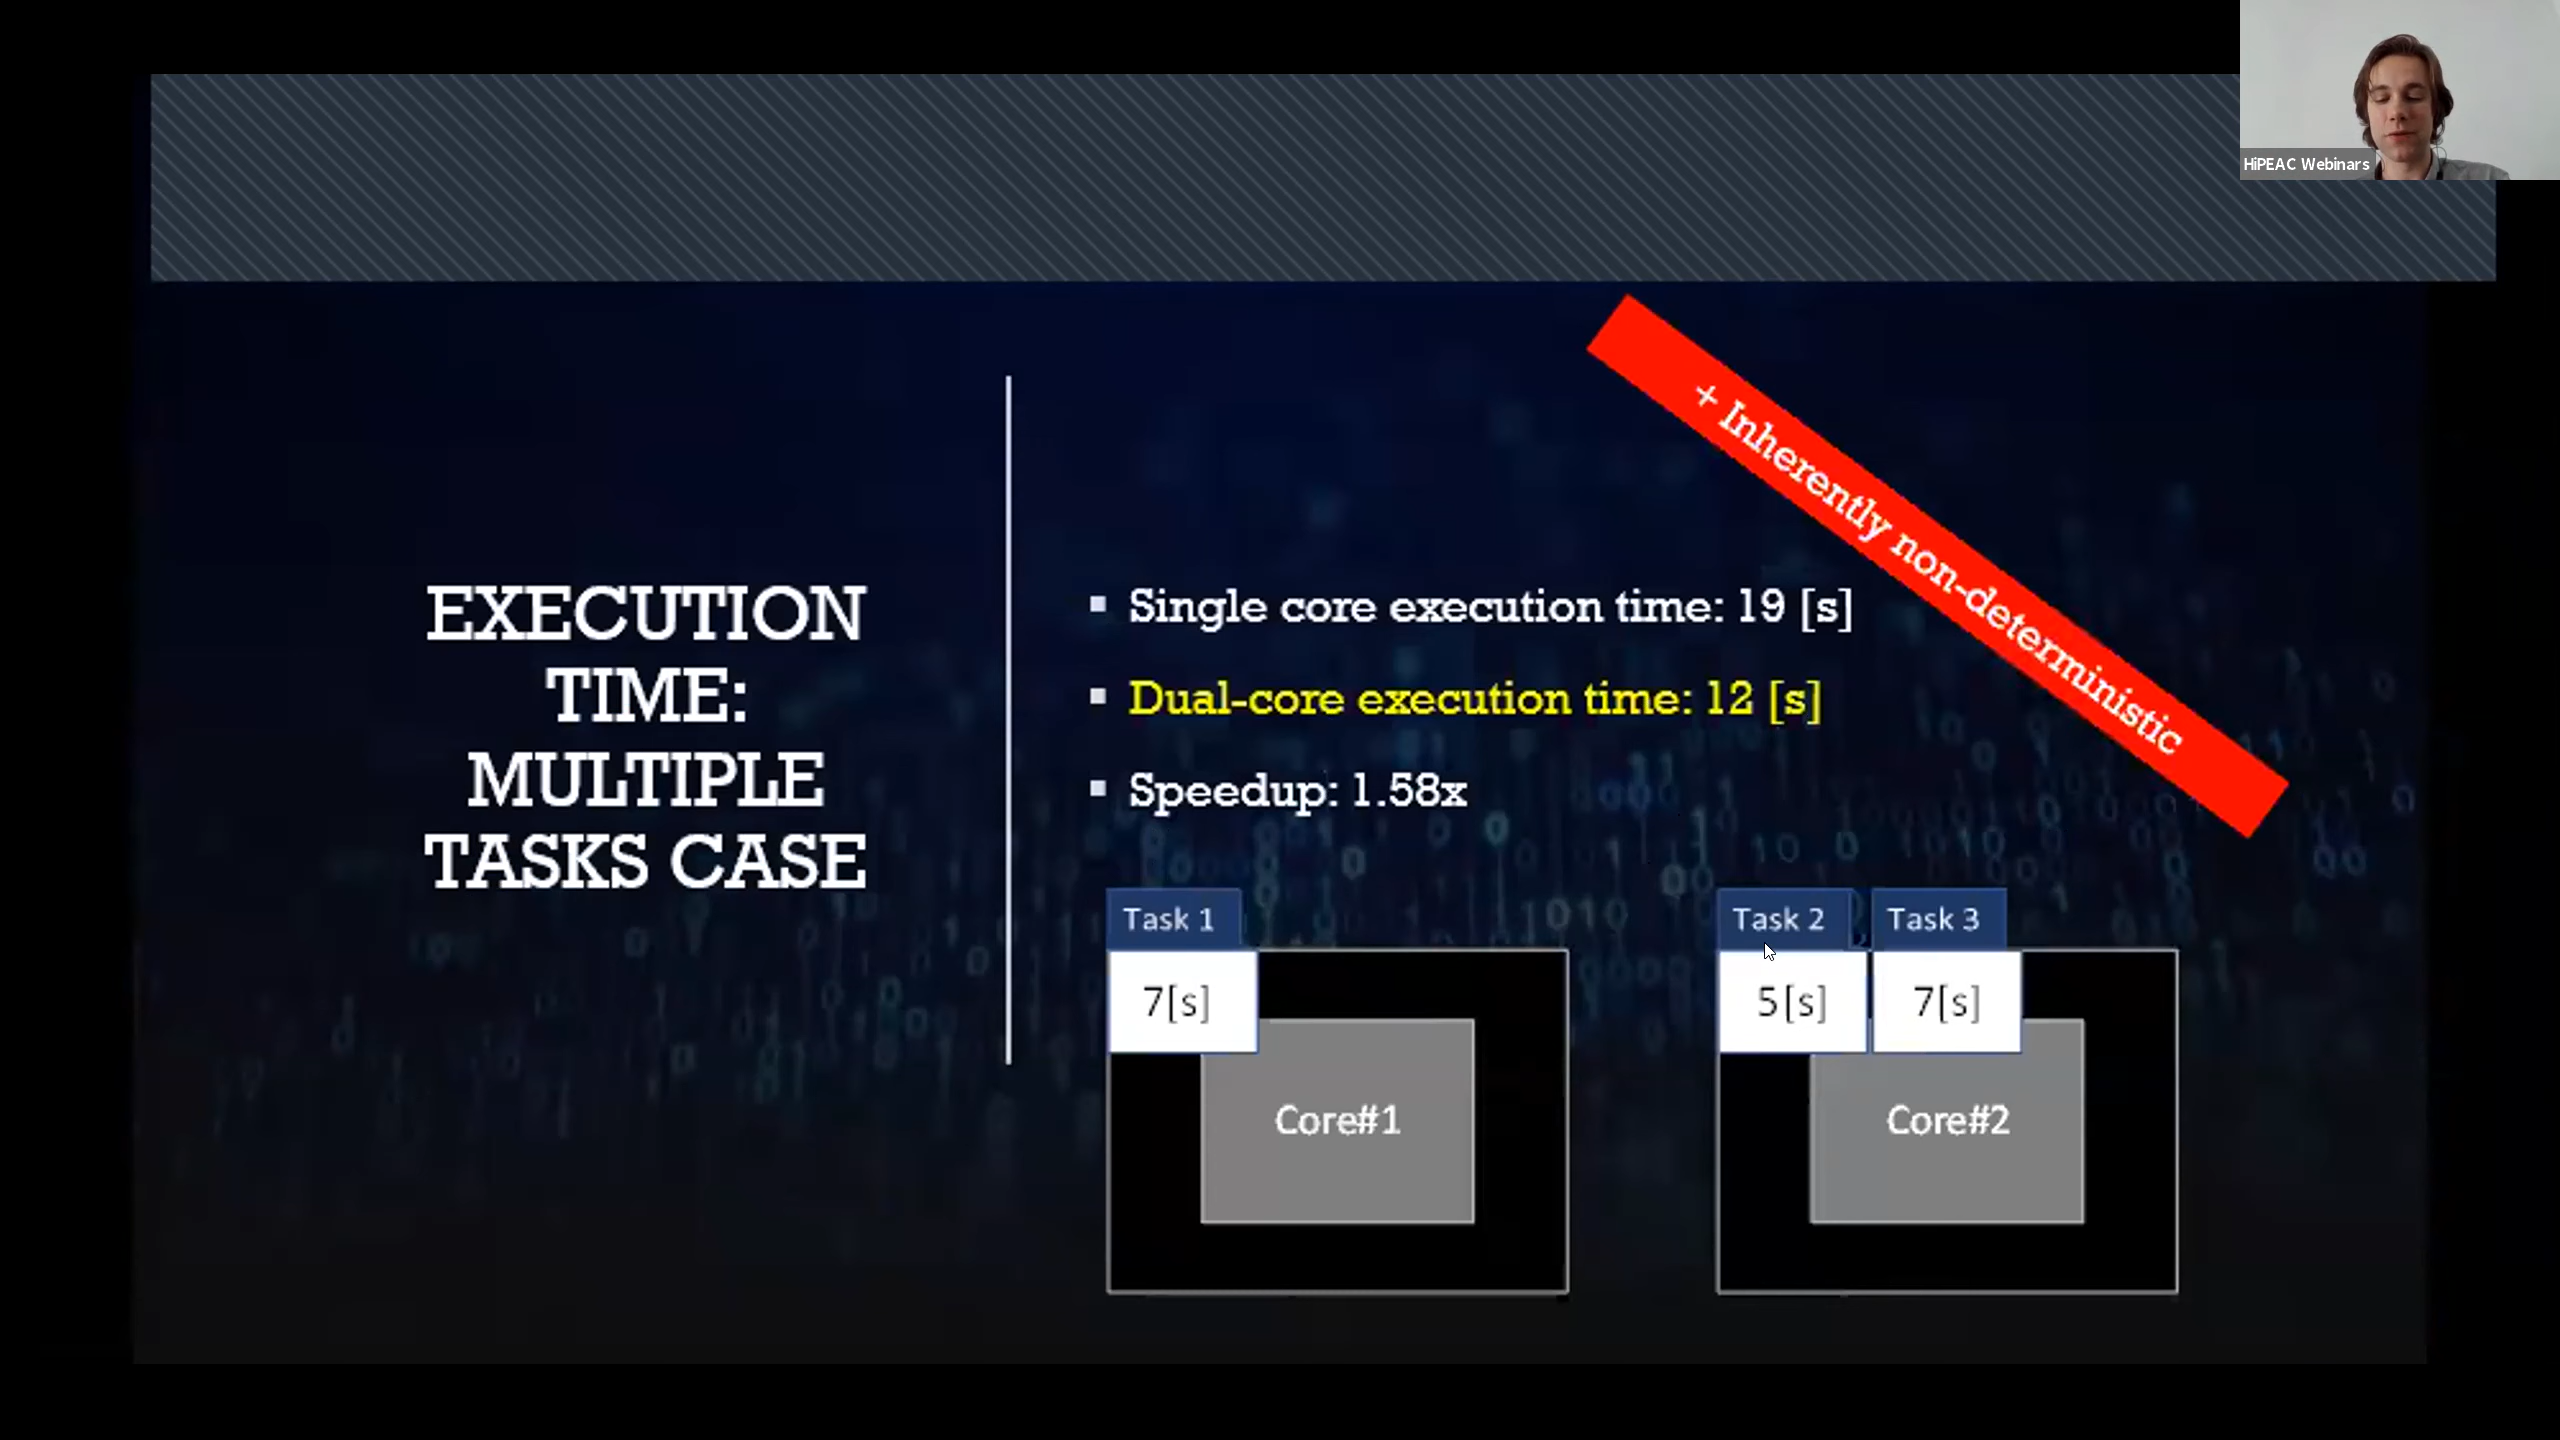 HiPEAC Webinars
+ Inherently non-deterministic
EXECUTION
TIME:
MULTIPLE
TASKS CASE
Single core execution time: 19 [s]
Dual-core execution time: 12 [s]
Speedup: 1.58x
Task 1
7[s]
Core#1
Task 2
Task 3
5[s]
7[s]
Core#2